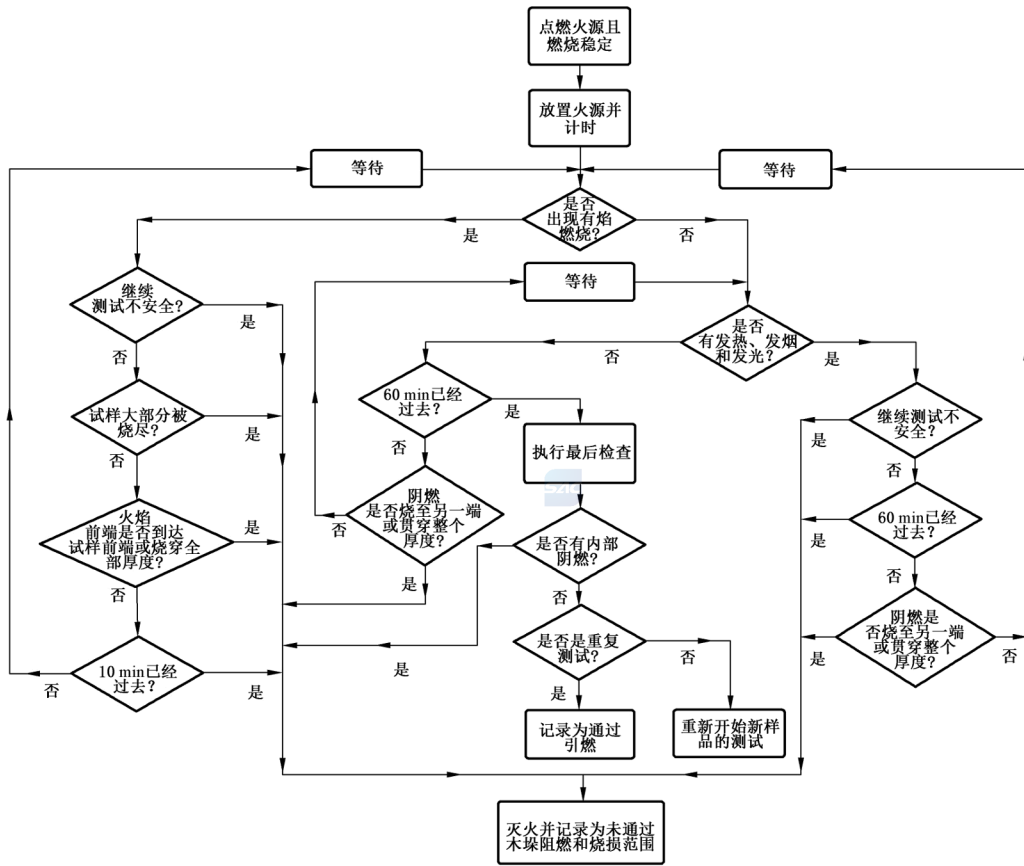 点燃火源且
燃烧稳定
放置火源并
计时
等待
等待
是否
出现有焰
燃烧?
是
否
等待
继续
测试不安全?
是
否
是否
有发热、发烟
和发光?
否
是
试样大部分被
烧尽?
是
否
60 min已经
过去?
是
否
执行最后检查
继续测试不
安全?
是
否
火焰
前端是否到达
试样前端或烧穿全
部厚度?
是
否
阴燃
是否烧至另一端
或贯穿整个
厚度?
否
是
是否有内部
阴燃?
否
是
60 min已经
过去?
是
否
10 min已经
过去?
否
是
是否是重复
测试?
是
否
阴燃是
否烧至另一端
或贯穿整个
厚度?
是
否
记录为通过
引燃
重新开始新样
品的测试
灭火并记录为未通过
木垛阻燃和烧损范围